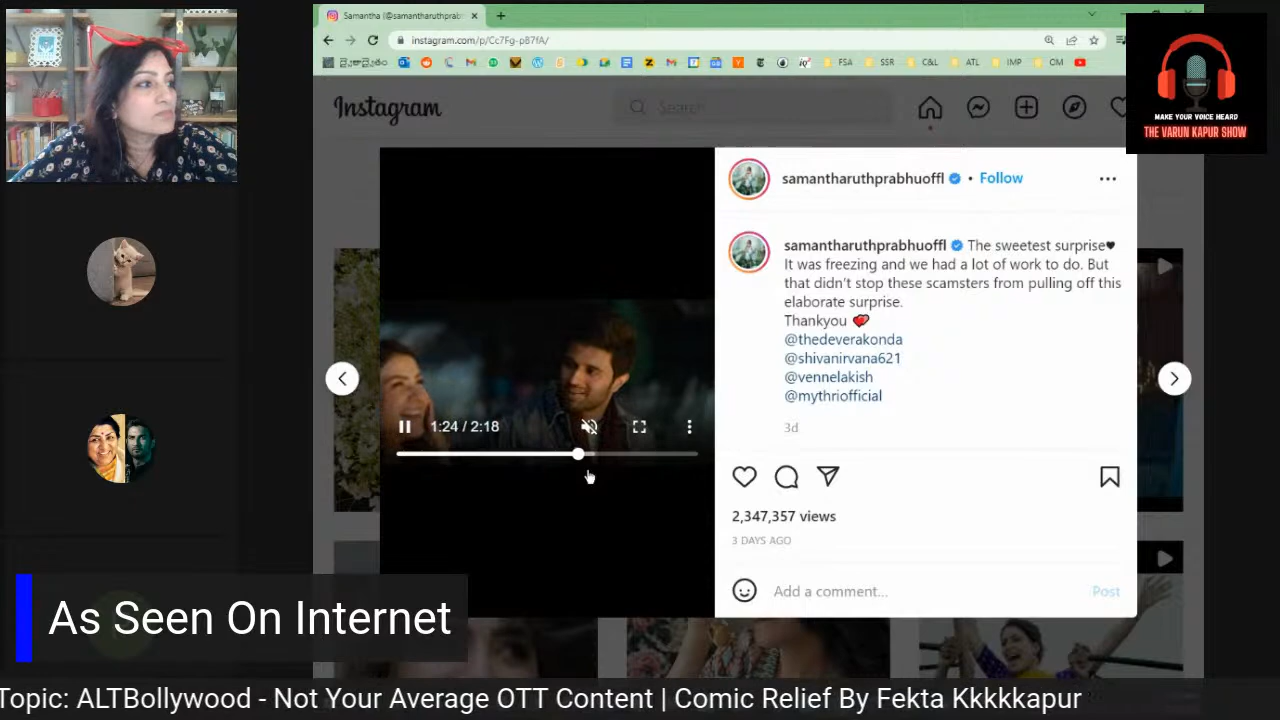 Samantha (@samantharuthprabh
instagram.com/p/Cc7Fg-pB7fA/
FSA
SSR
C&L
ATL
IMP
OM
MAKE YOUR VOICE HEARD
THE VARUN KAPUR SHOW
Instagram
Search
samantharuthprabhuoffl • Follow
samantharuthprabhuoffl The sweetest surprise🖤
It was freezing and we had a lot of work to do. But
that didn't stop these scamsters from pulling off this
elaborate surprise.
Thankyou 💕
@thedeverakonda
@shivanirvana621
@vennelakish
@mythriofficial
3d
1:24 / 2:18
2,347,357 views
3 DAYS AGO
Add a comment...
Post
As Seen On Internet
Topic: ALTBollywood - Not Your Average OTT Content | Comic Relief By Fekta Kkkkkapur